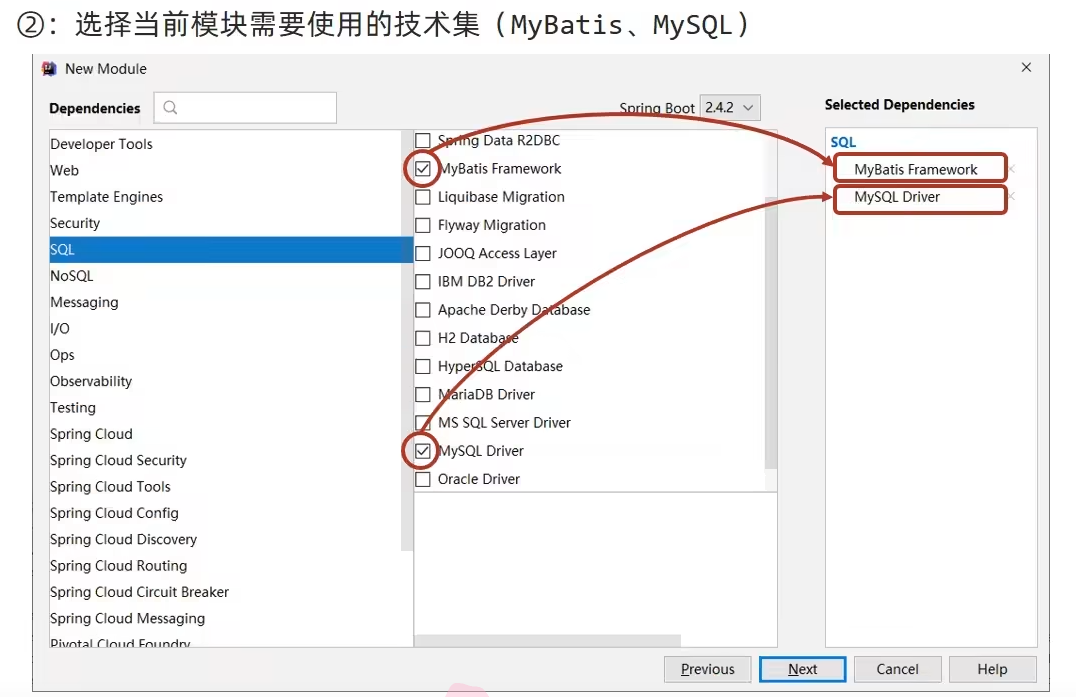 ②：选择当前模块需要使用的技术集（MyBatis、MySQL）
New Module
Dependencies
Spring Boot 2.4.2
Selected Dependencies
Developer Tools
Web
Template Engines
Security
SQL
NoSQL
Messaging
I/O
Ops
Observability
Testing
Spring Cloud
Spring Cloud Security
Spring Cloud Tools
Spring Cloud Config
Spring Cloud Discovery
Spring Cloud Routing
Spring Cloud Circuit Breaker
Spring Cloud Messaging
Pivotal Cloud Foundry
Spring Data R2DBC
MyBatis Framework
Liquibase Migration
Flyway Migration
JOOQ Access Layer
IBM DB2 Driver
Apache Derby Database
H2 Database
HyperSQL Database
MariaDB Driver
MS SQL Server Driver
MySQL Driver
Oracle Driver
SQL
MyBatis Framework
MySQL Driver
Previous
Next
Cancel
Help